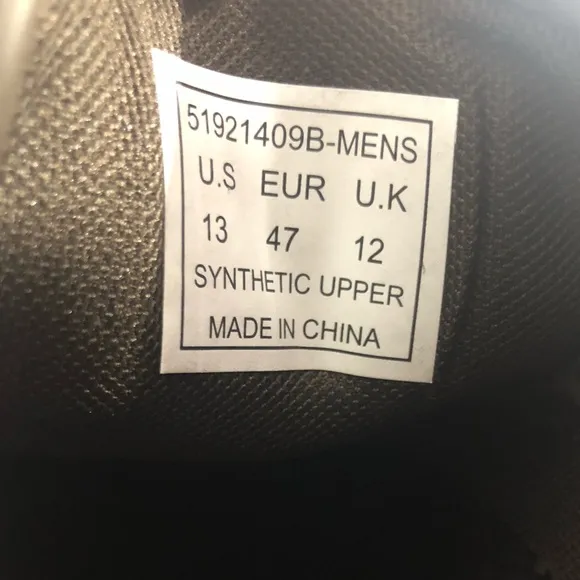 51921409B-MENS
U.S EUR U.K
13 47 12
SYNTHETIC UPPER
MADE IN CHINA